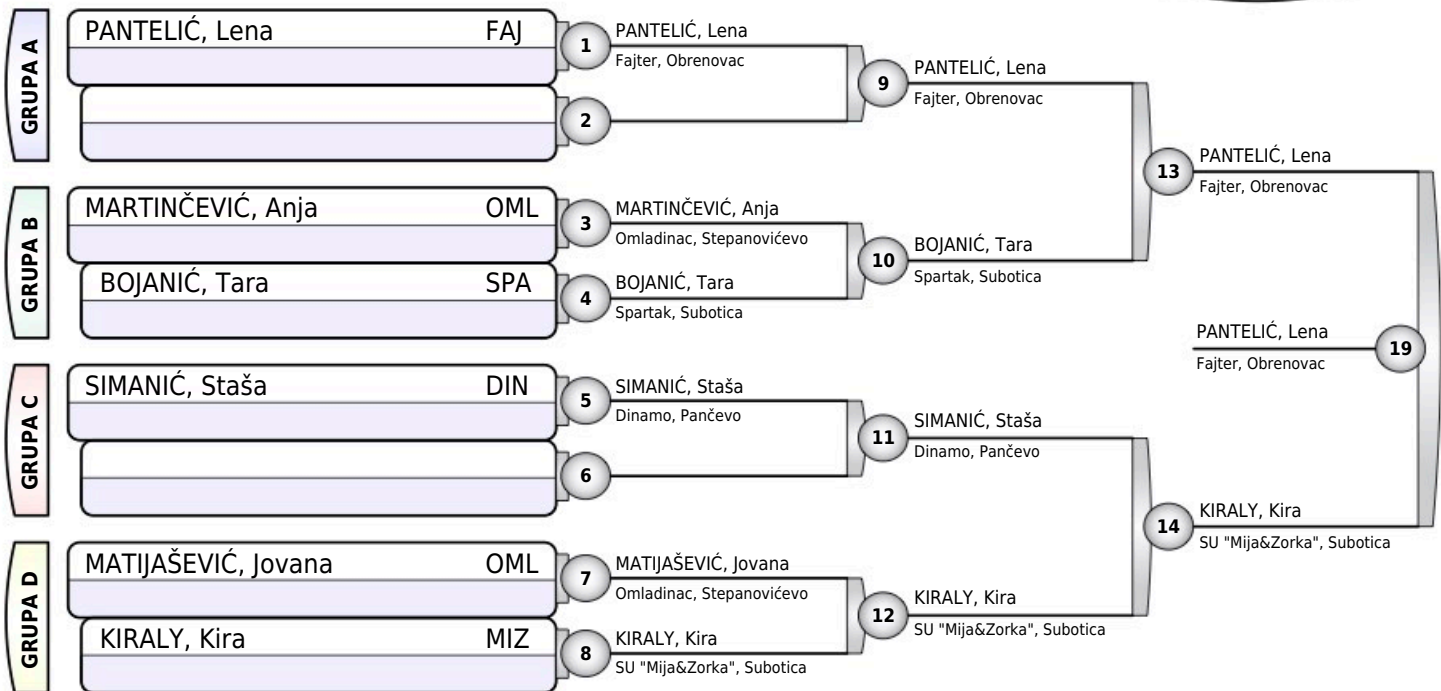 GRUPA A
PANTELIĆ, Lena FAJ
1
2
PANTELIĆ, Lena
Fajter, Obrenovac
9
PANTELIĆ, Lena
Fajter, Obrenovac
GRUPA B
MARTINČEVIĆ, Anja OML
BOJANIĆ, Tara SPA
3
4
MARTINČEVIĆ, Anja
Omladinac, Stepanovićevo
BOJANIĆ, Tara
Spartak, Subotica
10
BOJANIĆ, Tara
Spartak, Subotica
13
PANTELIĆ, Lena
Fajter, Obrenovac
GRUPA C
SIMANIĆ, Staša DIN
5
6
SIMANIĆ, Staša
Dinamo, Pančevo
11
SIMANIĆ, Staša
Dinamo, Pančevo
GRUPA D
MATIJAŠEVIĆ, Jovana OML
KIRALY, Kira MIZ
7
8
MATIJAŠEVIĆ, Jovana
Omladinac, Stepanovićevo
KIRALY, Kira
SU "Mija&Zorka", Subotica
12
KIRALY, Kira
SU "Mija&Zorka", Subotica
14
KIRALY, Kira
SU "Mija&Zorka", Subotica
PANTELIĆ, Lena
Fajter, Obrenovac
19